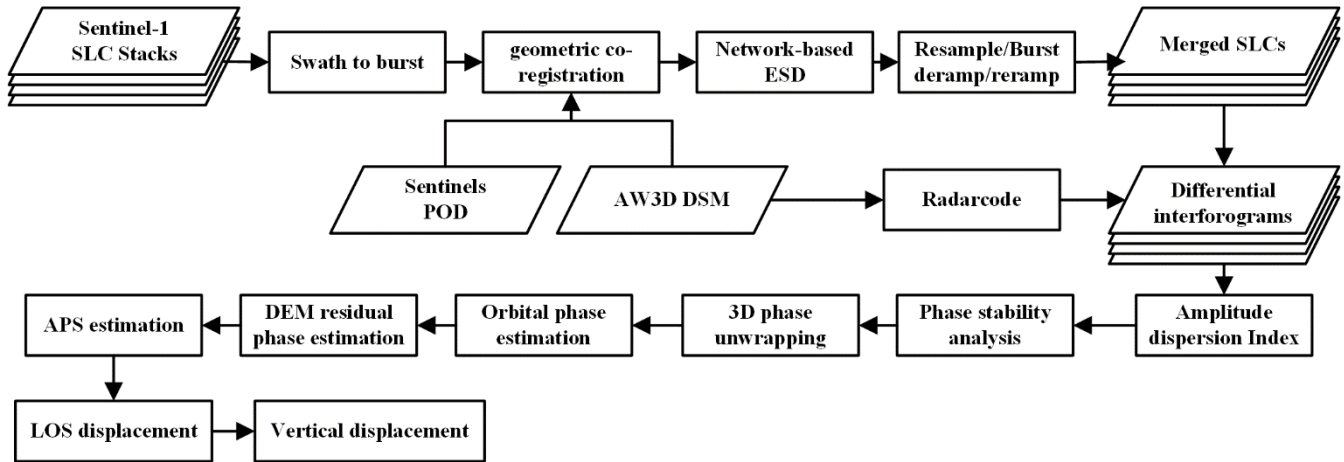 Sentinel-1
SLC Stacks
Swath to burst
geometric co-
registration
Network-based
ESD
Resample/Burst
deramp/reramp
Merged SLCs
Sentinels
POD
AW3D DSM
Radarcode
Differential
interforograms
APS estimation
DEM residual
phase estimation
Orbital phase
estimation
3D phase
unwrapping
Phase stability
analysis
Amplitude
dispersion Index
LOS displacement
Vertical displacement